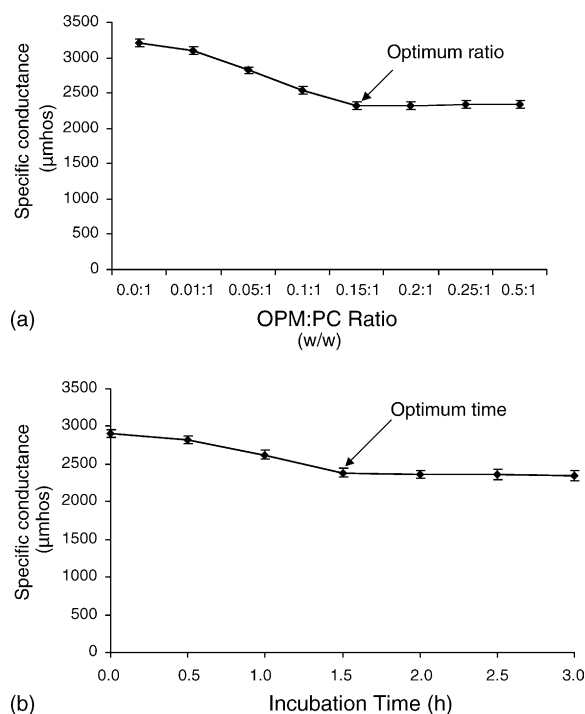 3500
3000
2500
2000
1500
1000
500
0
Specific conductance
(μmhos)
Optimum ratio
0.0:1 0.01:1 0.05:1 0.1:1 0.15:1 0.2:1 0.25:1 0.5:1
(a)
OPM:PC Ratio
(w/w)
3500
3000
2500
2000
1500
1000
500
0
Specific conductance
(μmhos)
Optimum time
0.0 0.5 1.0 1.5 2.0 2.5 3.0
(b)
Incubation Time (h)